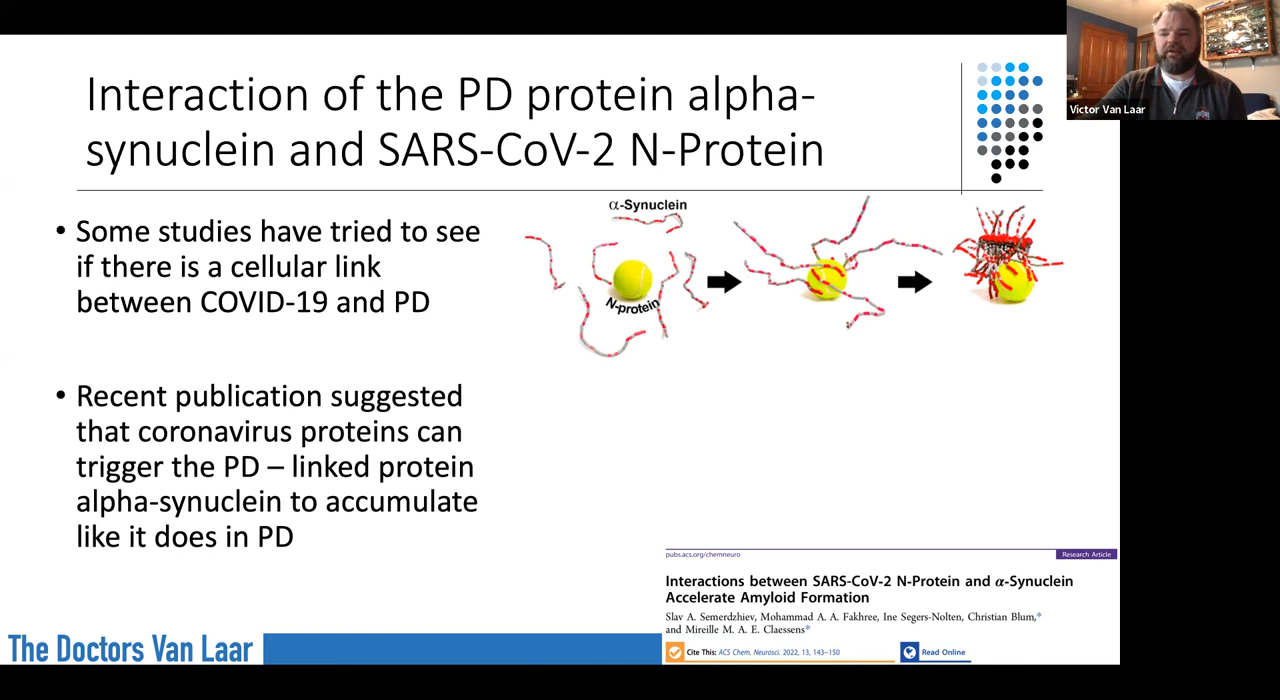 Interaction of the PD protein alpha-
synuclein and SARS-CoV-2 N-Protein
Victor Van Laar
• Some studies have tried to see
if there is a cellular link
between COVID-19 and PD
• Recent publication suggested
that coronavirus proteins can
trigger the PD – linked protein
alpha-synuclein to accumulate
like it does in PD
α-Synuclein
N-protein
pubs.acs.org/chemneuro
Research Article
Interactions between SARS-CoV-2 N-Protein and α-Synuclein
Accelerate Amyloid Formation
Slav A. Semerdzhiev, Mohammad A. A. Fakhree, Ine Segers-Nolten, Christian Blum,*
and Mireille M. A. E. Claessens*
Cite This: ACS Chem. Neurosci. 2022, 13, 143–150
Read Online
The Doctors Van Laar